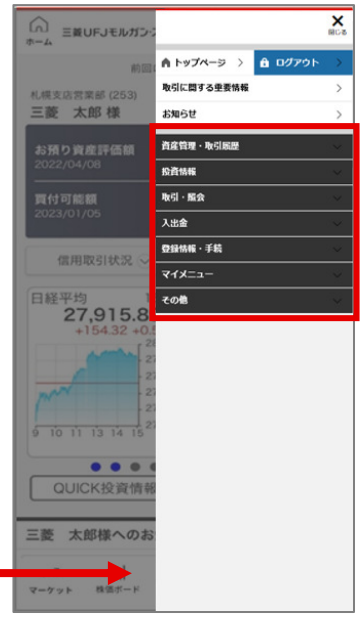 ホーム
三菱UFJモルガン・ス
閉じる
トップページ
ログアウト
前回
取引に関する重要情報
札幌支店営業部 (253)
三菱 太郎 様
お知らせ
お預り資産評価額
2022/04/08
資産管理・取引履歴
投資情報
買付可能額
2023/01/05
取引・照会
入出金
登録情報・手続
信用取引状況
マイメニュー
その他
日経平均
27,915.8
+154.32 +0.5
9 10 11 13 14 15
QUICK投資情報
三菱 太郎様へのお
マーケット 株価ボード